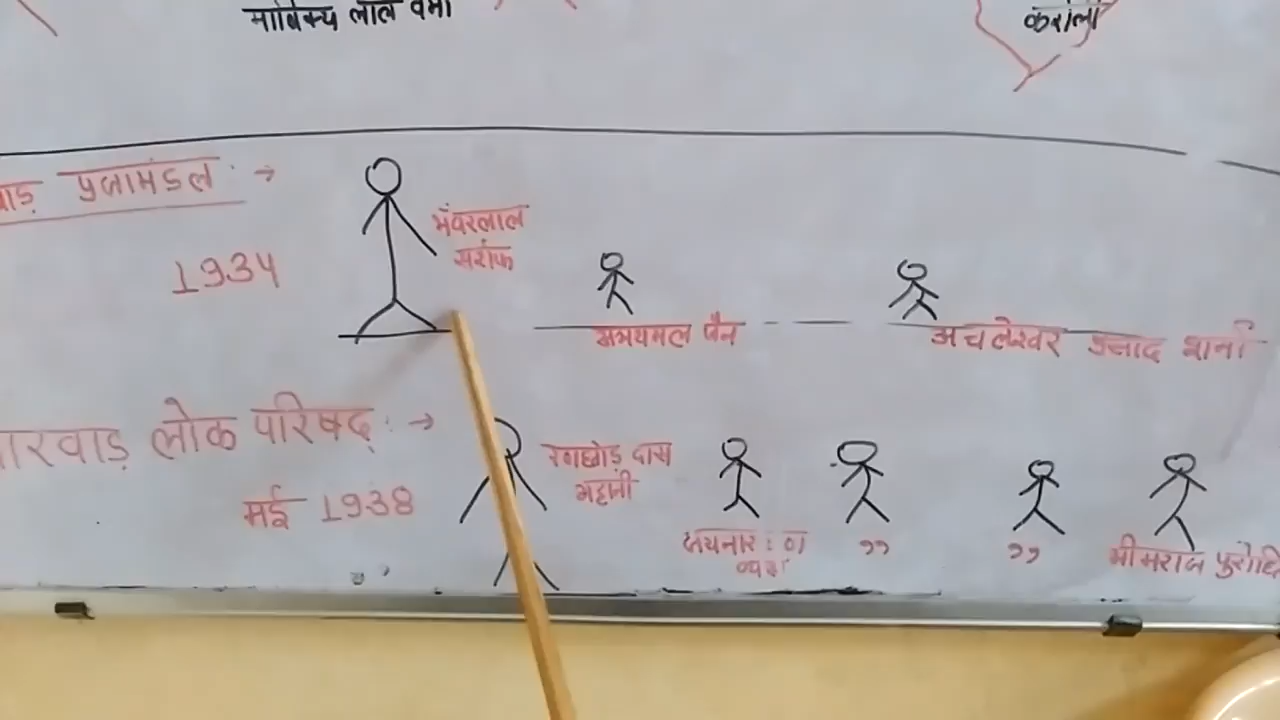 माणिक्य लाल वर्मा
करौली
वाड़ प्रजामंडल :→
1934
भंवरलाल
सर्राफ
अभयमल जैन
अचलेश्वर प्रसाद शर्मा
मारवाड़ लोक परिषद् :→
मई 1938
रणछोड़ दास
गट्टानी
जयनारायण
व्यास
,,
,,
भीमराज पुरोहि